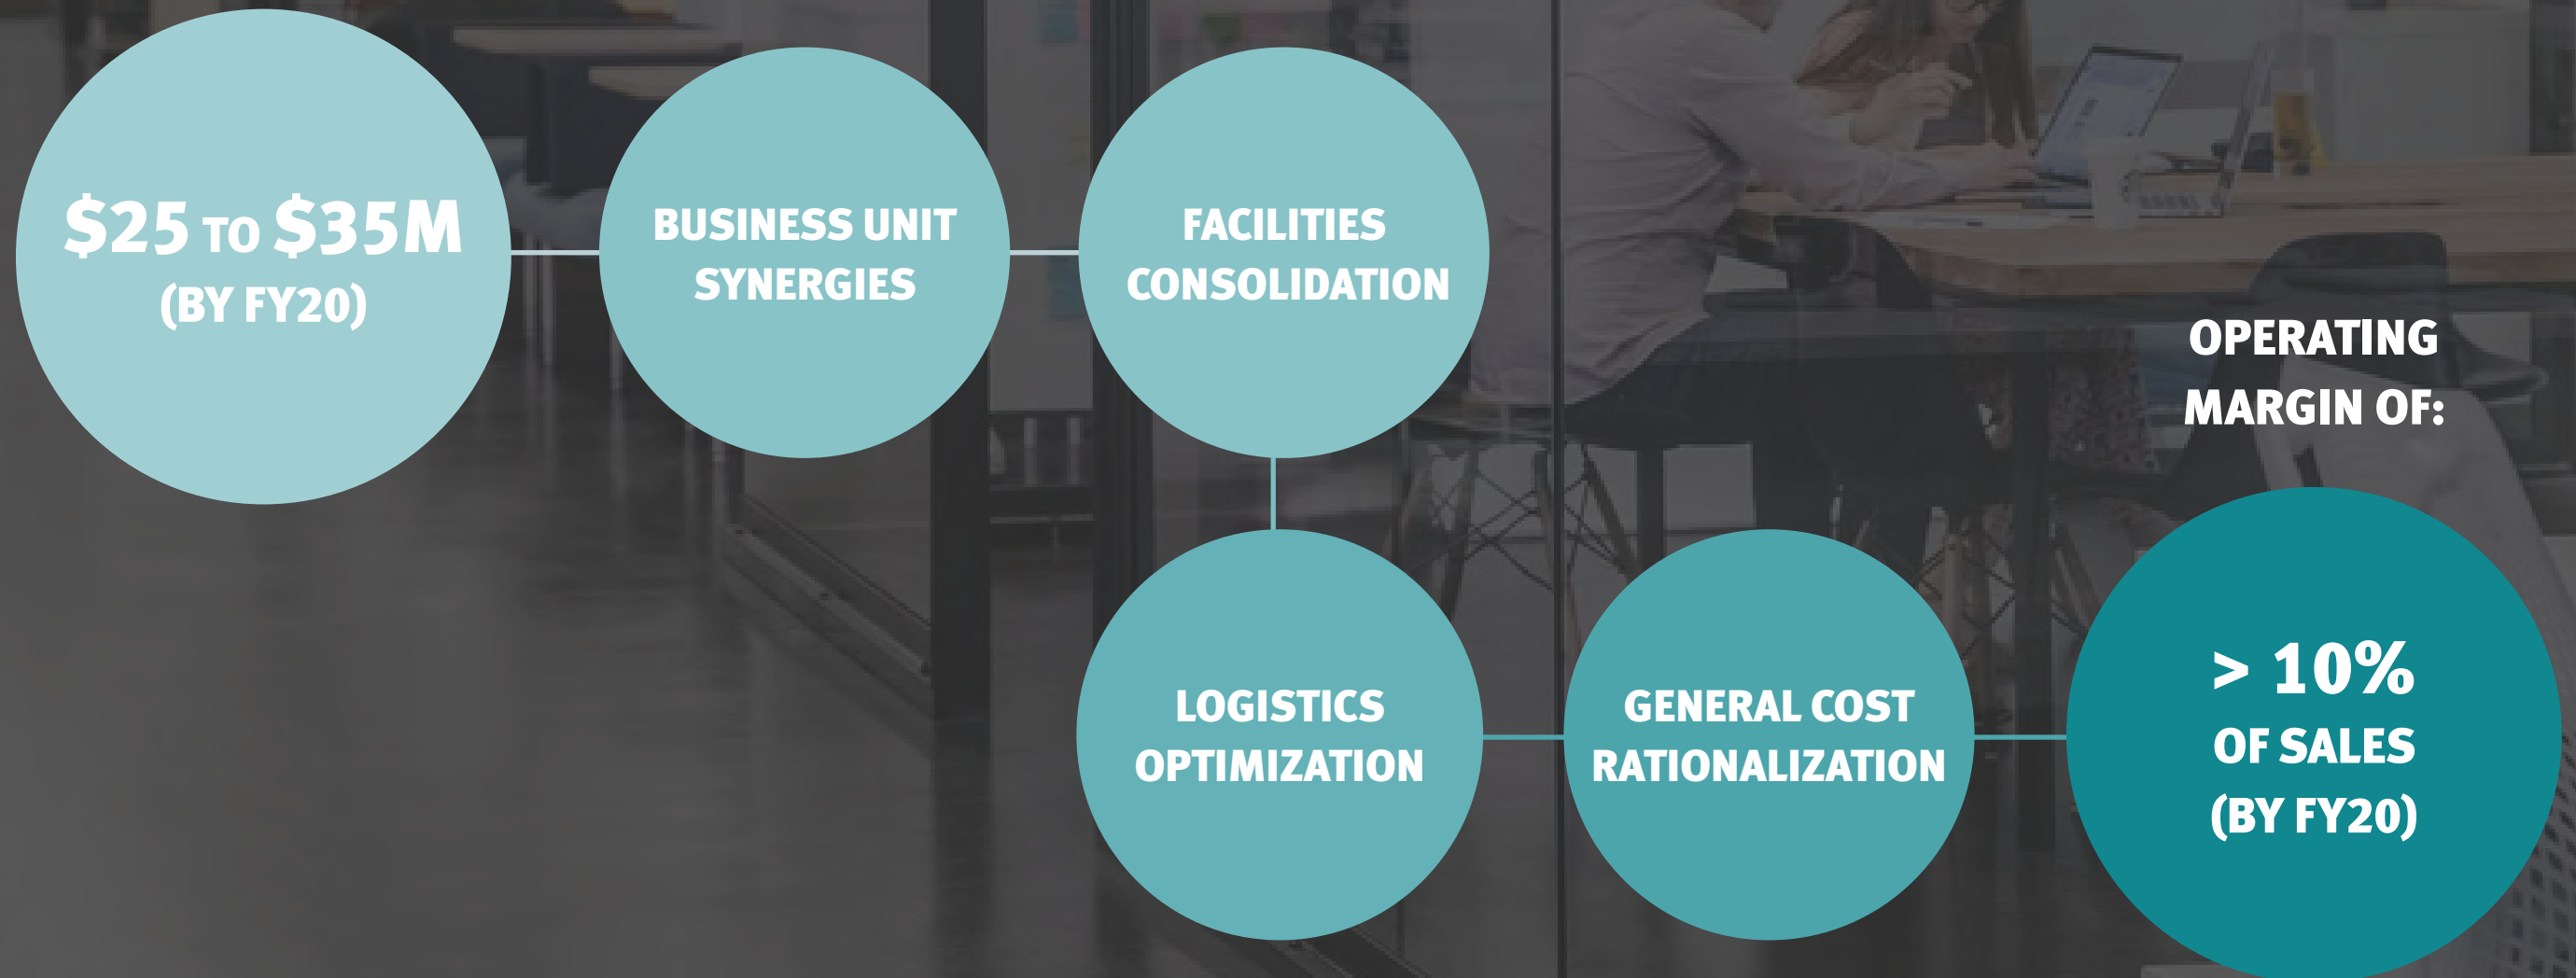 $25 TO $35M
(BY FY20)
BUSINESS UNIT
SYNERGIES
FACILITIES
CONSOLIDATION
LOGISTICS
OPTIMIZATION
GENERAL COST
RATIONALIZATION
OPERATING
MARGIN OF:
> 10%
OF SALES
(BY FY20)